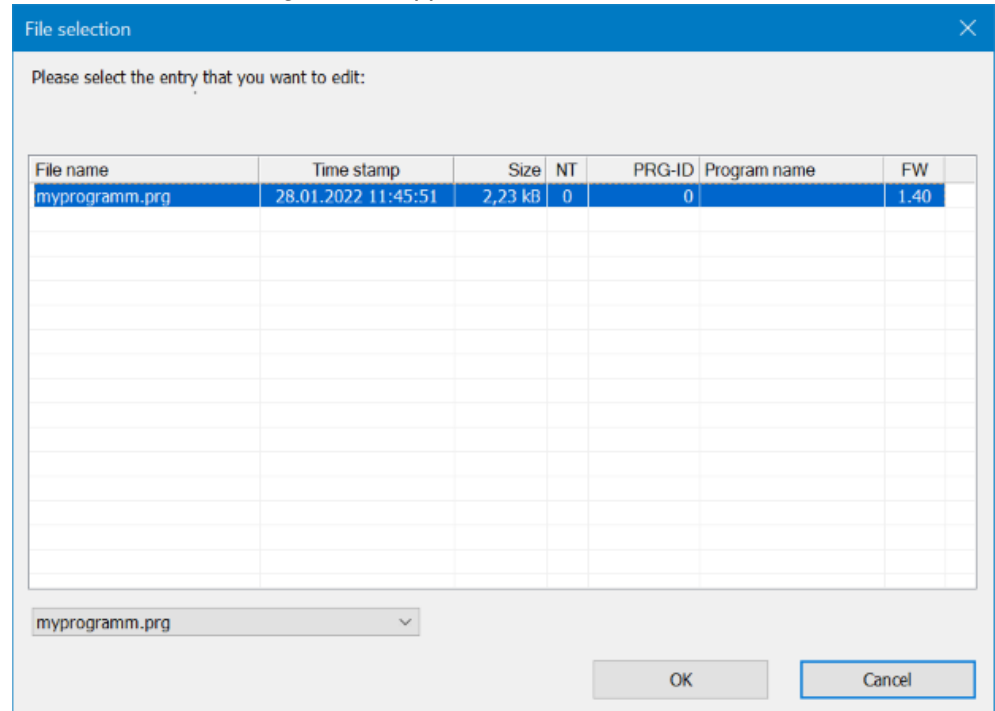 File selection
Please select the entry that you want to edit:
File name Time stamp Size NT PRG-ID Program name FW
myprogramm.prg 28.01.2022 11:45:51 2,23 kB 0 0 1.40
myprogramm.prg
OK Cancel